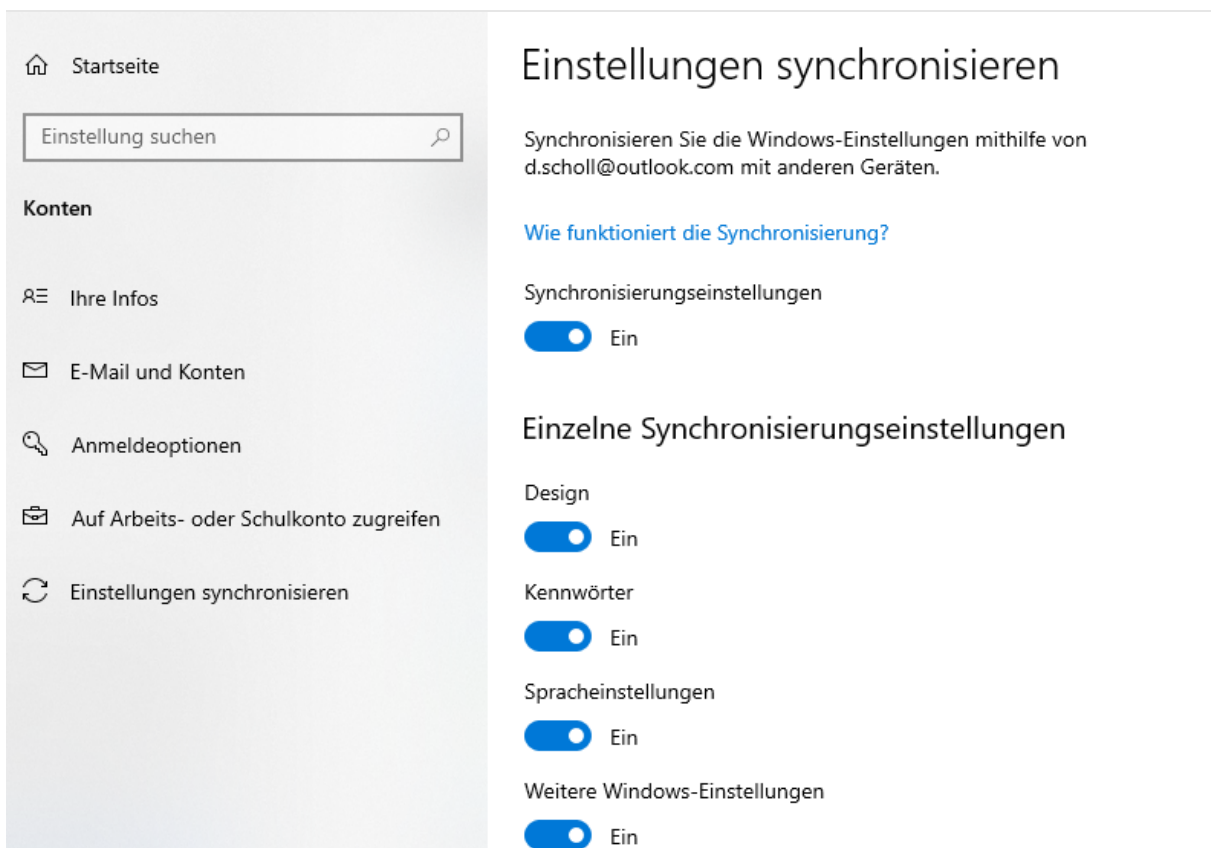 Startseite
Einstellung suchen
Konten
Ihre Infos
E-Mail und Konten
Anmeldeoptionen
Auf Arbeits- oder Schulkonto zugreifen
Einstellungen synchronisieren
Einstellungen synchronisieren
Synchronisieren Sie die Windows-Einstellungen mithilfe von
d.scholl@outlook.com mit anderen Geräten.
Wie funktioniert die Synchronisierung?
Synchronisierungseinstellungen
Ein
Einzelne Synchronisierungseinstellungen
Design
Ein
Kennwörter
Ein
Spracheinstellungen
Ein
Weitere Windows-Einstellungen
Ein